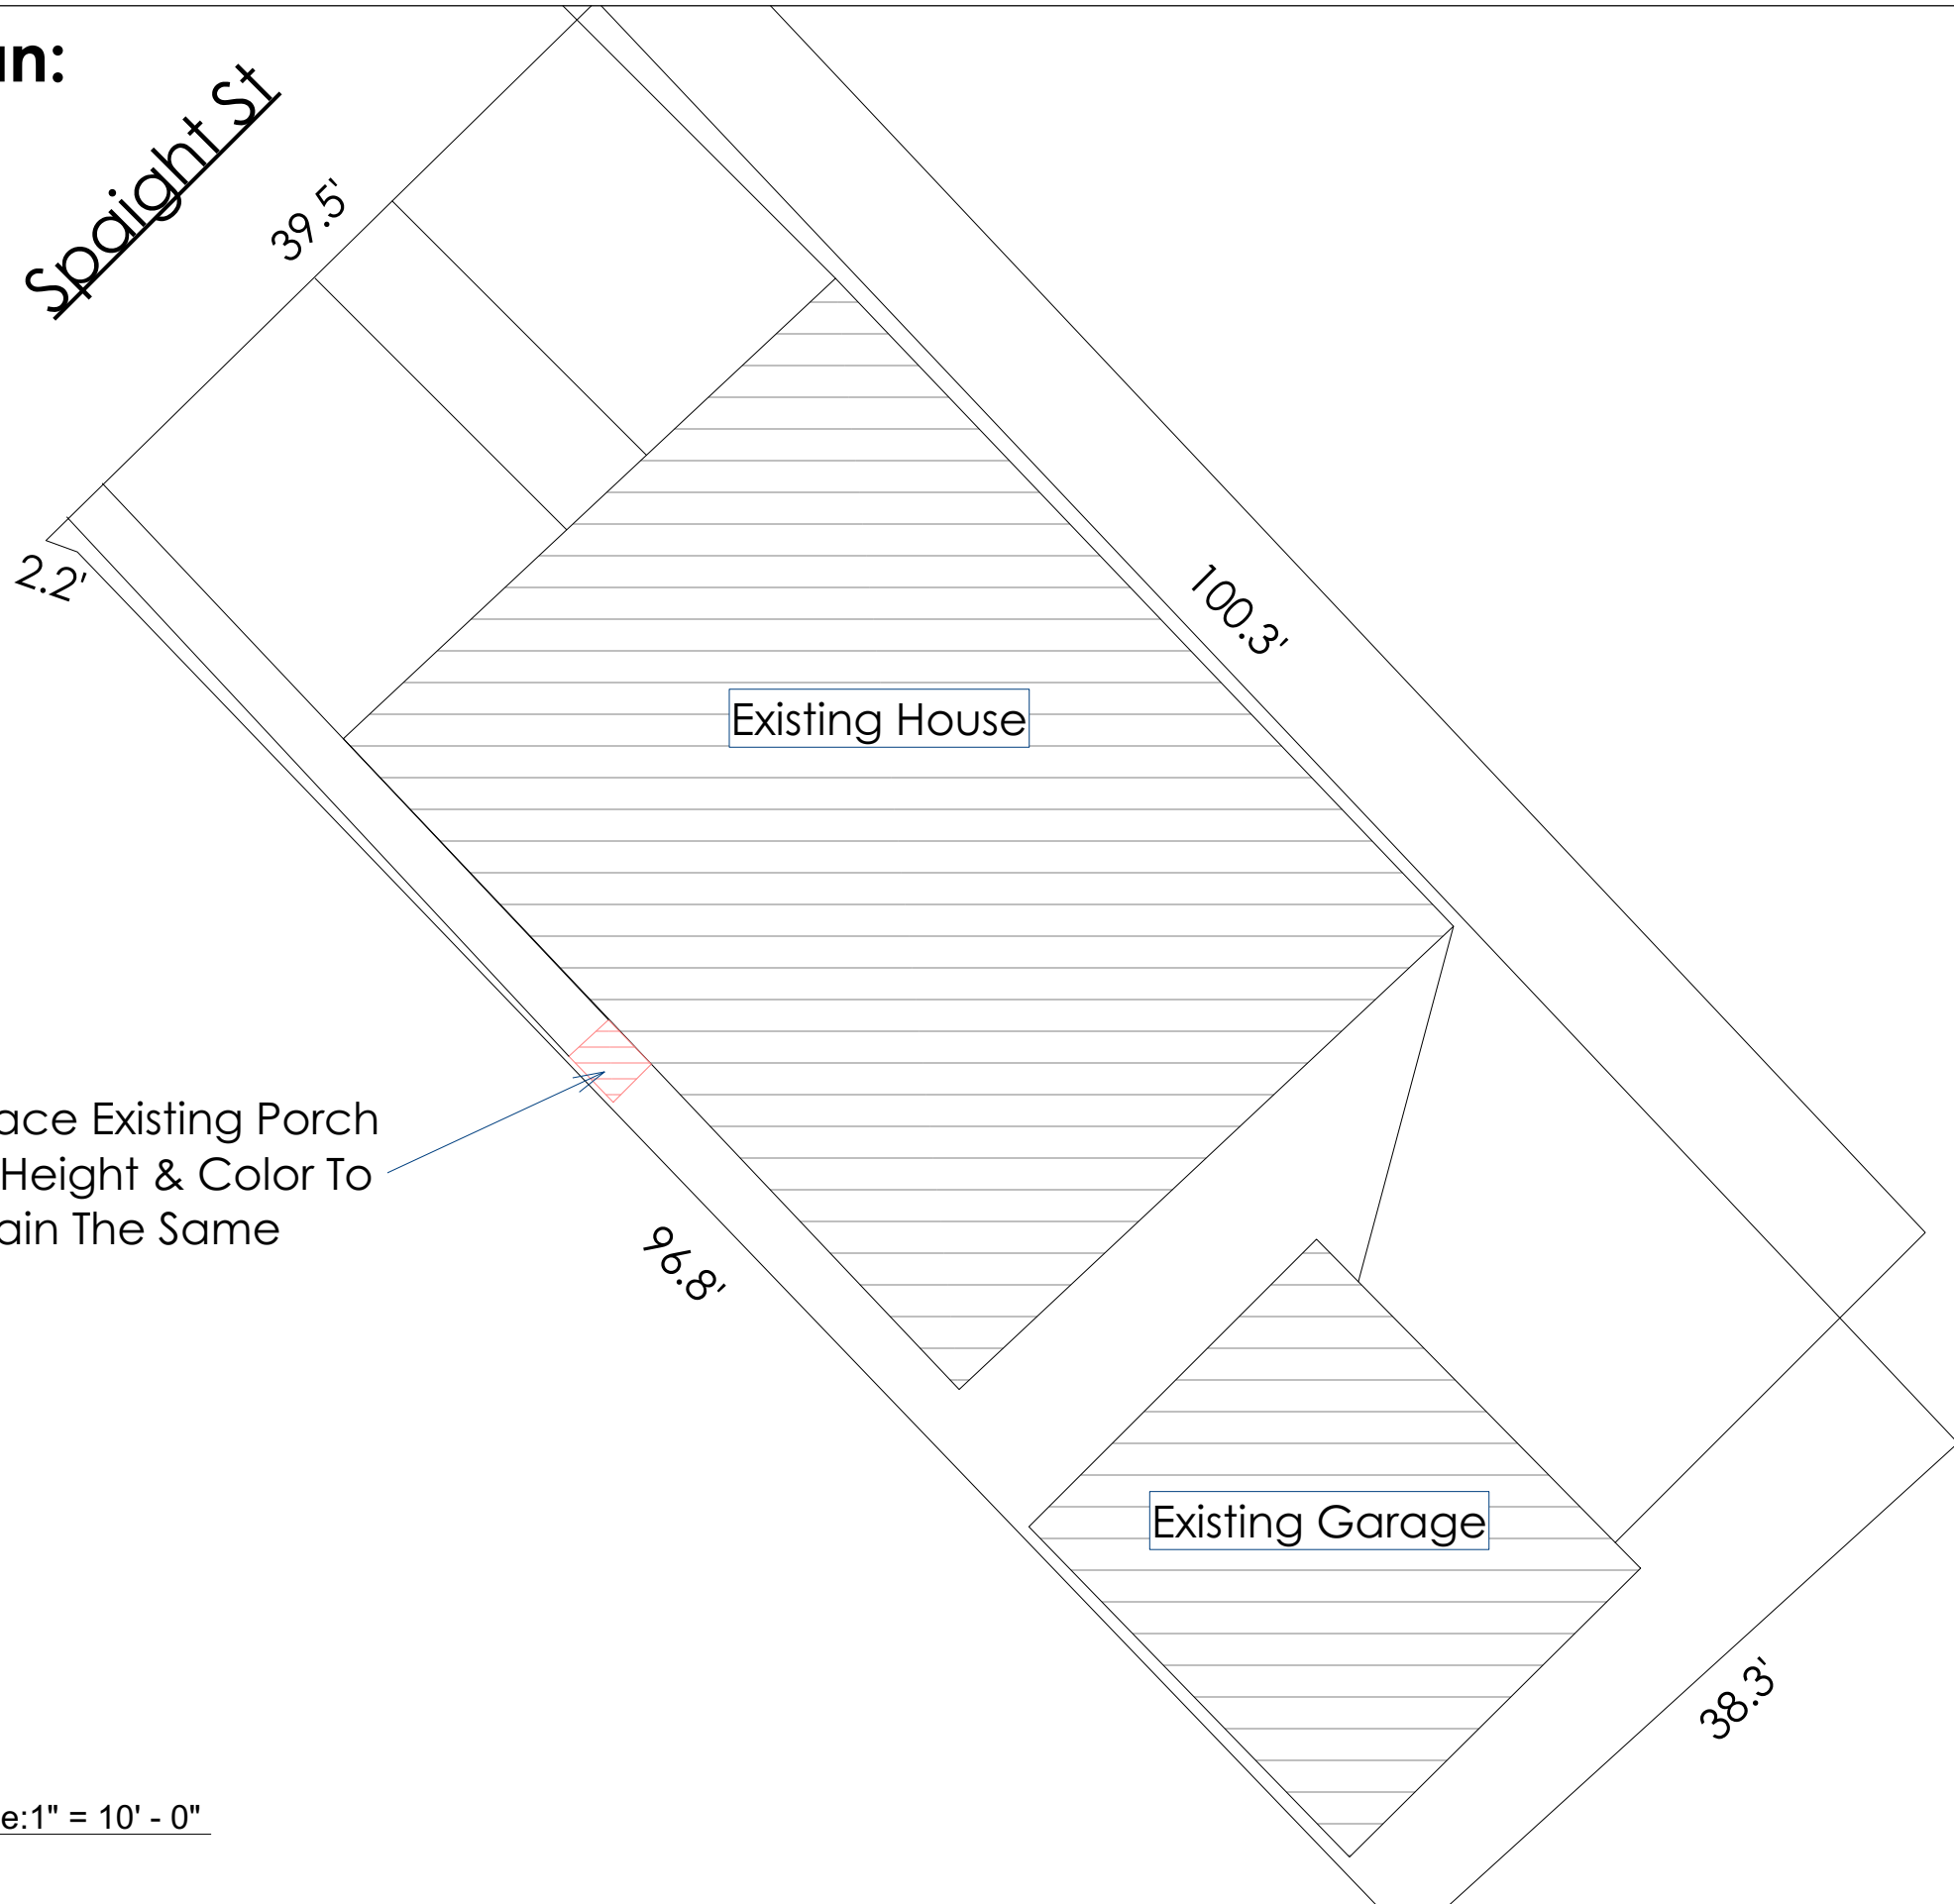 un:
Spaight St
39.5'
2.2'
100.3'
Existing House
ace Existing Porch
Height & Color To
ain The Same
96.8'
Existing Garage
38.3'
e:1" = 10' - 0"